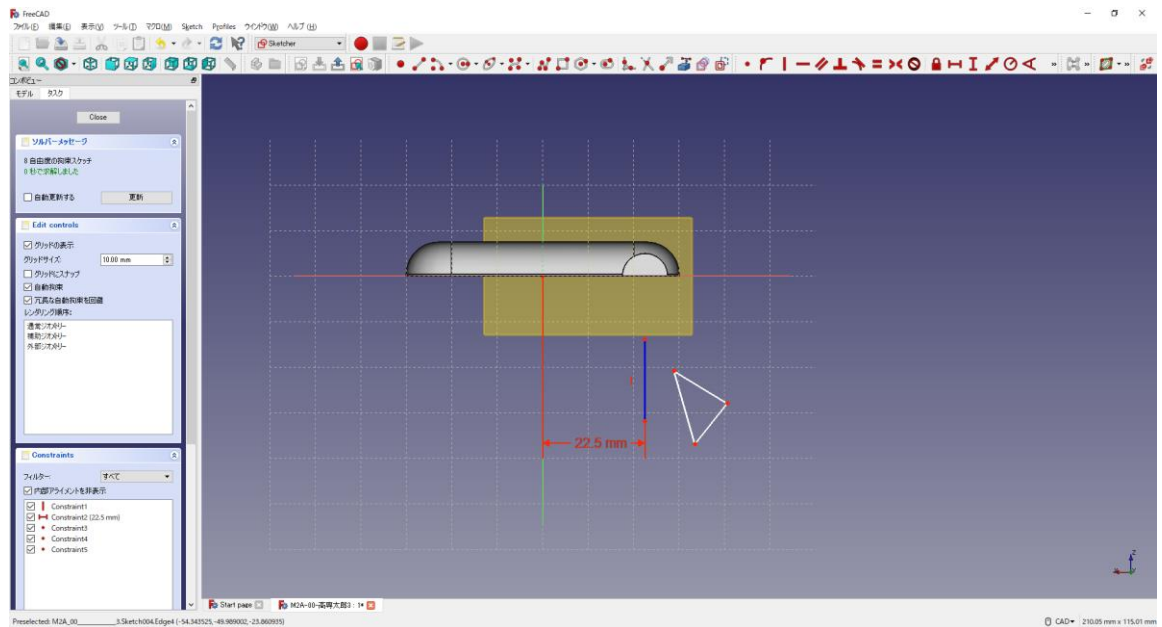 FreeCAD
ファイル(F) 編集(E) 表示(V) ツール(T) マクロ(M) Sketch Profiles ウィンドウ(W) ヘルプ(H)
Sketcher
コンボビュー
モデル タスク
Close
ソルバーメッセージ
8 自由度の拘束スケッチ
0 秒で求解しました
自動更新する 更新
Edit controls
グリッドの表示
グリッドサイズ: 10.00 mm
グリッドにスナップ
自動拘束
冗長な自動拘束を回避
レンダリング順序:
通常ジオメトリー
補助ジオメトリー
外部ジオメトリー
Constraints
フィルター: すべて
内部アライメントを非表示
Constraint1
Constraint2 (22.5 mm)
Constraint3
Constraint4
Constraint5
22.5 mm
Z
Start page M2A-00-高専太郎3 : 1*
Preselected: M2A_00_________3.Sketch004.Edge4 (-54.343525,-49.989002,-23.860935) CAD 210.05 mm x 115.01 mm